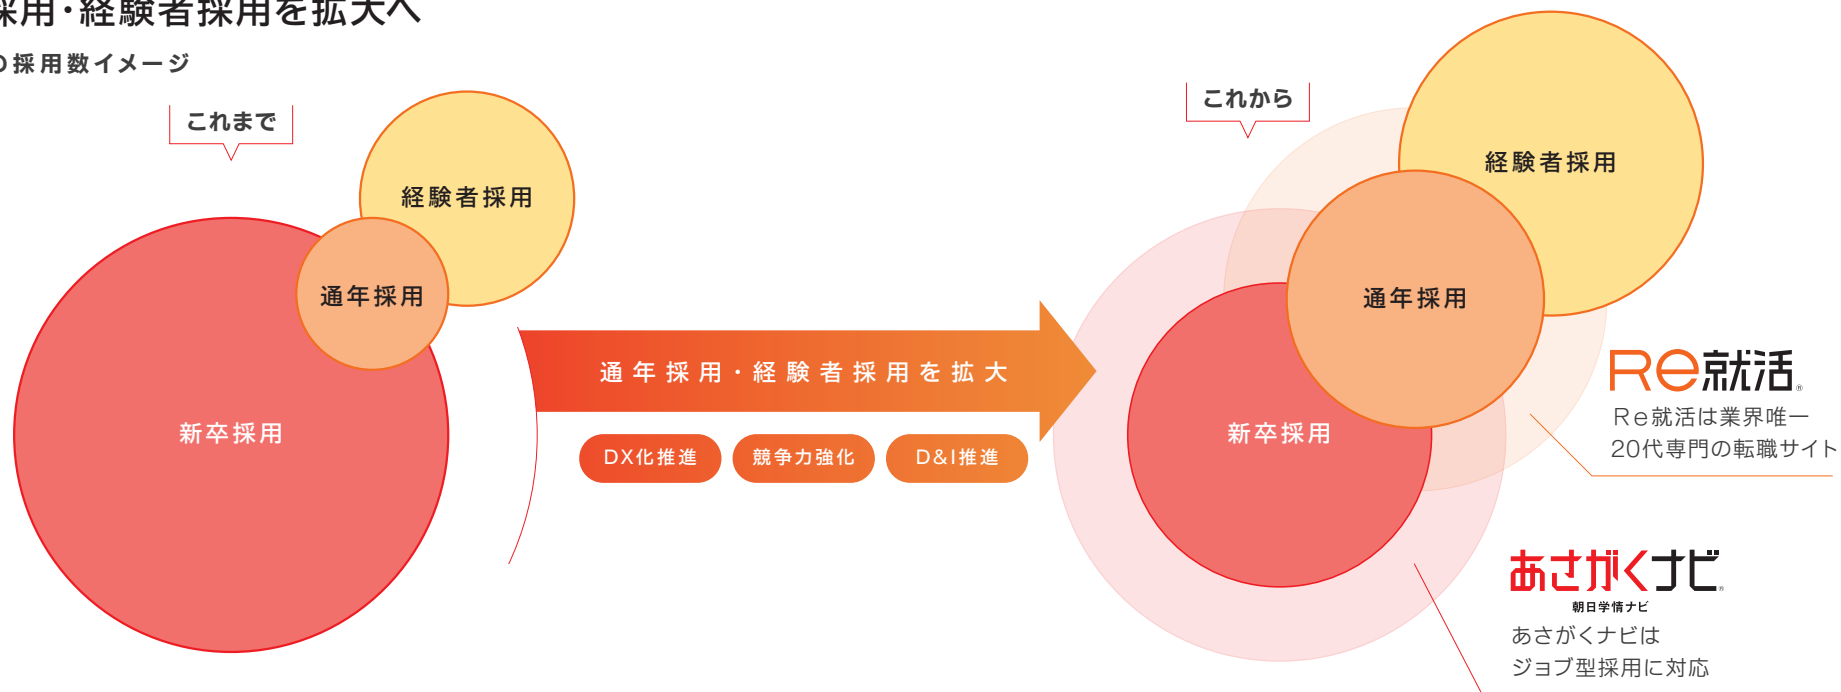 採用・経験者採用を拡大へ
の採用数イメージ
これまで
経験者採用
通年採用
新卒採用
通年採用・経験者採用を拡大
DX化推進
競争力強化
D&I推進
これから
経験者採用
通年採用
新卒採用
Re就活®
Re就活は業界唯一
20代専門の転職サイト
あさがくナビ®
朝日学情ナビ
あさがくナビは
ジョブ型採用に対応